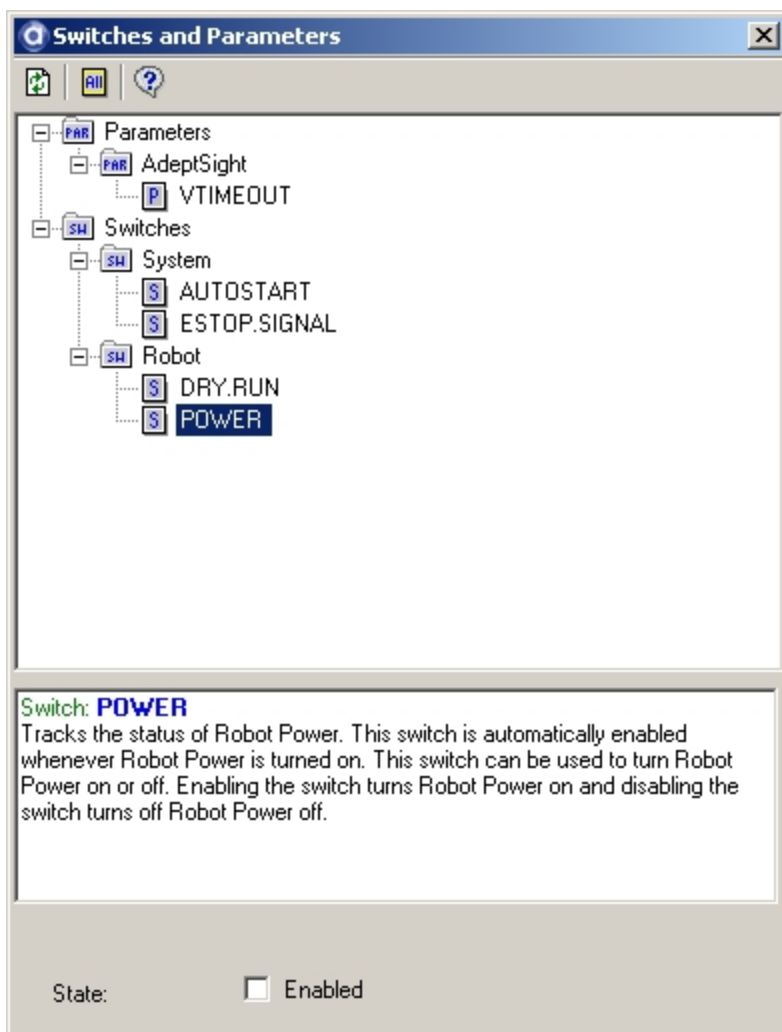 Switches and Parameters
All
PAR Parameters
PAR AdeptSight
P VTIMEOUT
SW Switches
SW System
S AUTOSTART
S ESTOP.SIGNAL
SW Robot
S DRY.RUN
S POWER
Switch: POWER
Tracks the status of Robot Power. This switch is automatically enabled
whenever Robot Power is turned on. This switch can be used to turn Robot
Power on or off. Enabling the switch turns Robot Power on and disabling the
switch turns off Robot Power off.
State: Enabled